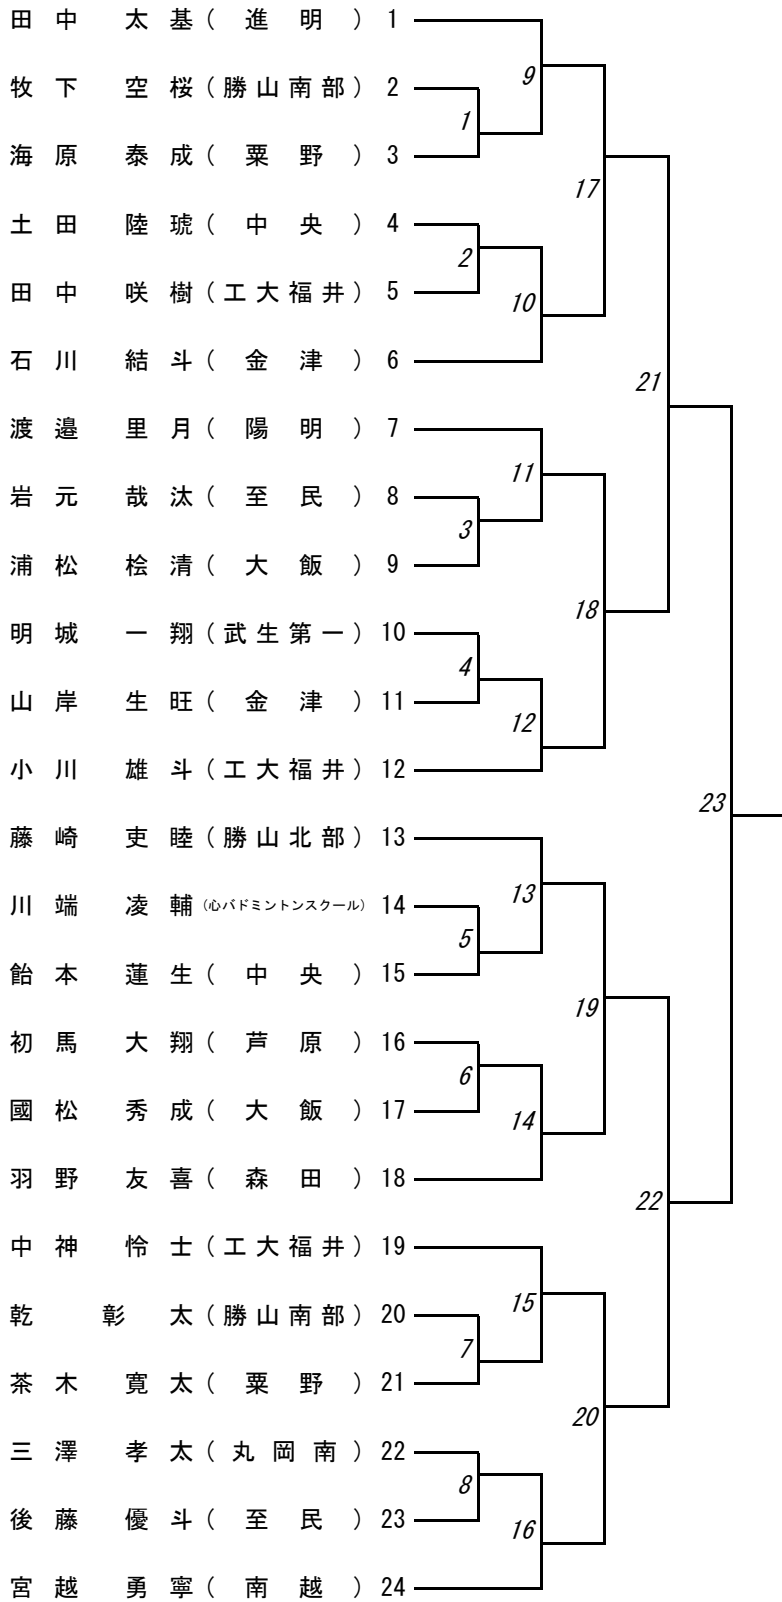 田中 太基(進明) 1
9
牧下 空桜(勝山南部) 2
1
海原 泰成(粟野) 3
17
土田 陸琥(中央) 4
2
田中 咲樹(工大福井) 5
10
石川 結斗(金津) 6
21
渡邉 里月(陽明) 7
11
岩元 哉汰(至民) 8
3
浦松 桧清(大飯) 9
18
明城 一翔(武生第一) 10
4
山岸 生旺(金津) 11
12
小川 雄斗(工大福井) 12
23
藤崎 吏睦(勝山北部) 13
13
川端 凌輔(心バドミントンスクール) 14
5
飴本 蓮生(中央) 15
19
初馬 大翔(芦原) 16
6
國松 秀成(大飯) 17
14
羽野 友喜(森田) 18
22
中神 怜士(工大福井) 19
15
乾 彰太(勝山南部) 20
7
茶木 寛太(粟野) 21
20
三澤 孝太(丸岡南) 22
8
後藤 優斗(至民) 23
16
宮越 勇寧(南越) 24